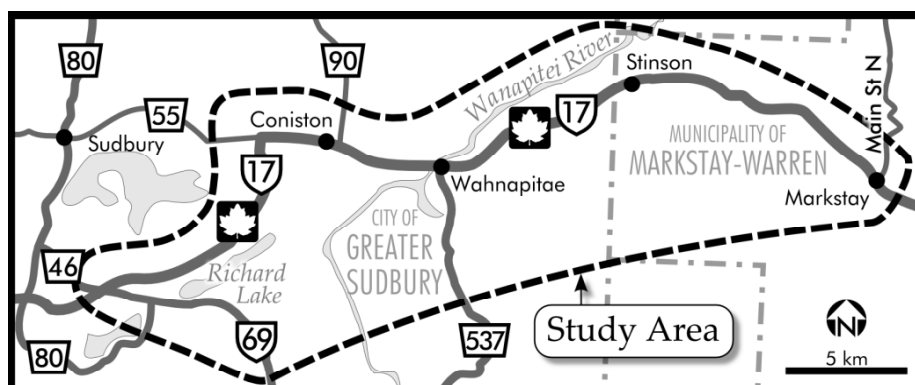 80
90
Wanapitei River
Stinson
Main St N
55
Coniston
17
Sudbury
MUNICIPALITY OF
MARKSTAY-WARREN
17
Wahnapitae
Markstay
CITY OF
GREATER
SUDBURY
46
Richard
Lake
69
537
Study Area
N
80
5 km